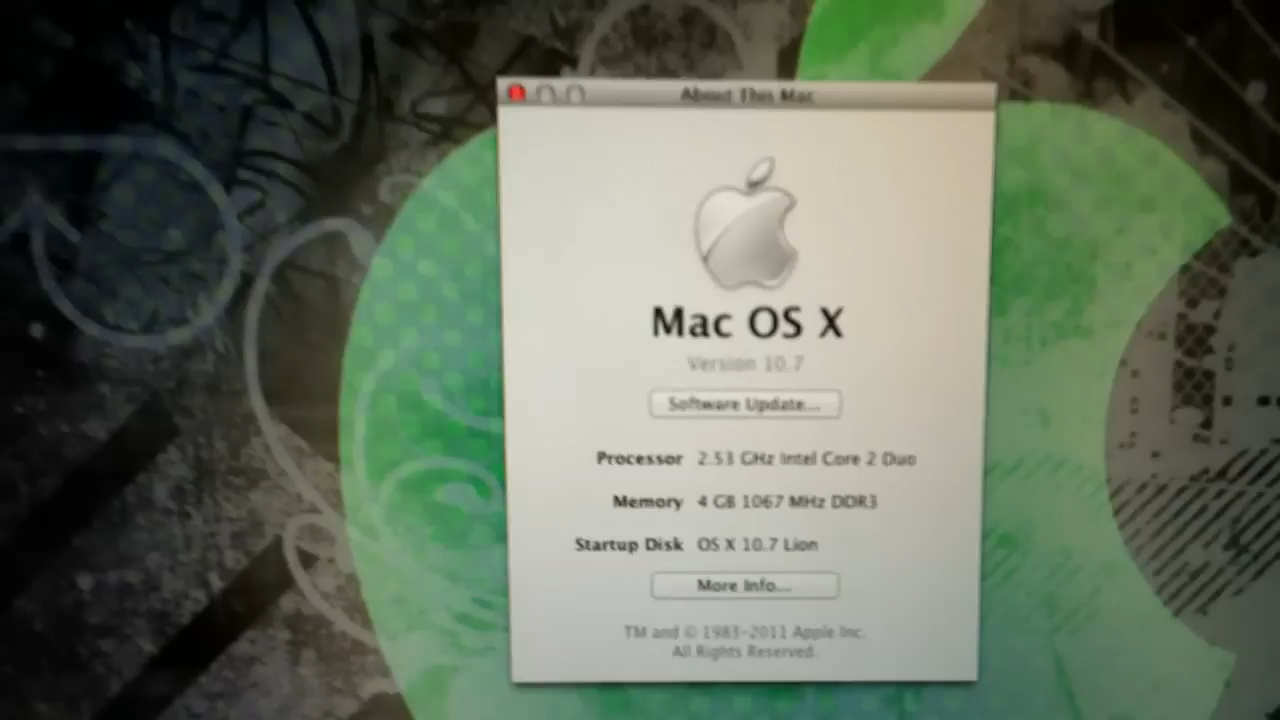 About This Mac
Mac OS X
Version 10.7
Software Update...
Processor 2.53 GHz Intel Core 2 Duo
Memory 4 GB 1067 MHz DDR3
Startup Disk OS X 10.7 Lion
More Info...
TM and © 1983-2011 Apple Inc.
All Rights Reserved.